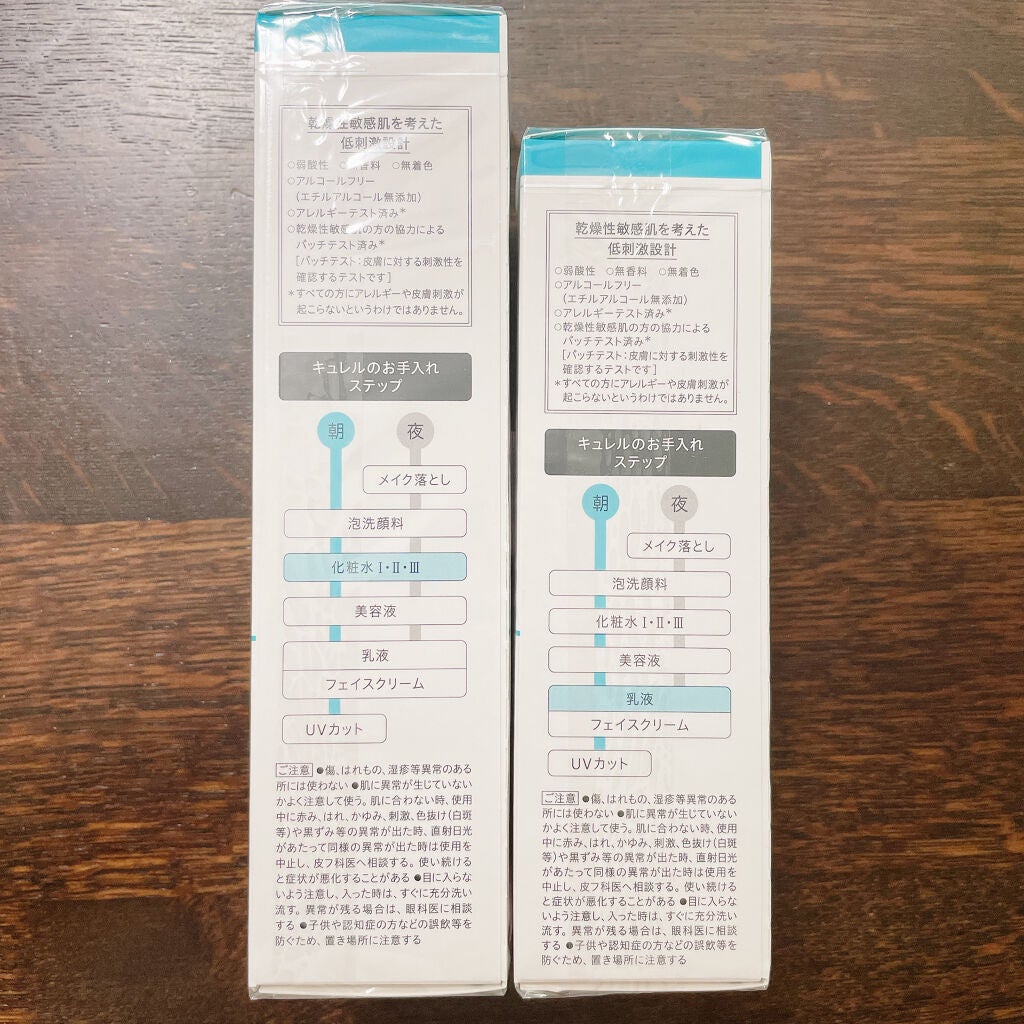 乾燥性敏感肌を考えた
低刺激設計
○弱酸性 ○無香料 ○無着色
○アルコールフリー
(エチルアルコール無添加)
○アレルギーテスト済み*
○乾燥性敏感肌の方の協力による
パッチテスト済み*
[パッチテスト:皮膚に対する刺激性を
確認するテストです]
*すべての方にアレルギーや皮膚刺激が
起こらないというわけではありません。
キュレルのお手入れ
ステップ
朝 夜
メイク落とし
泡洗顔料
化粧水Ⅰ・Ⅱ・Ⅲ
美容液
乳液
フェイスクリーム
UVカット
ご注意 ●傷、はれもの、湿疹等異常のある
所には使わない ●肌に異常が生じていない
かよく注意して使う。肌に合わない時、使用
中に赤み、はれ、かゆみ、刺激、色抜け(白斑
等)や黒ずみ等の異常が出た時、直射日光
があたって同様の異常が出た時は使用を
中止し、皮フ科医へ相談する。使い続ける
と症状が悪化することがある ●目に入らな
いよう注意し、入った時は、すぐに充分洗い
流す。異常が残る場合は、眼科医に相談
する ●子供や認知症の方などの誤飲等を
防ぐため、置き場所に注意する
乾燥性敏感肌を考えた
低刺激設計
○弱酸性 ○無香料 ○無着色
○アルコールフリー
(エチルアルコール無添加)
○アレルギーテスト済み*
○乾燥性敏感肌の方の協力による
パッチテスト済み*
[パッチテスト:皮膚に対する刺激性を
確認するテストです]
*すべての方にアレルギーや皮膚刺激が
起こらないというわけではありません。
キュレルのお手入れ
ステップ
朝 夜
メイク落とし
泡洗顔料
化粧水Ⅰ・Ⅱ・Ⅲ
美容液
乳液
フェイスクリーム
UVカット
ご注意 ●傷、はれもの、湿疹等異常のある
所には使わない ●肌に異常が生じていない
かよく注意して使う。肌に合わない時、使用
中に赤み、はれ、かゆみ、刺激、色抜け(白斑
等)や黒ずみ等の異常が出た時、直射日光
があたって同様の異常が出た時は使用を
中止し、皮フ科医へ相談する。使い続ける
と症状が悪化することがある ●目に入らな
いよう注意し、入った時は、すぐに充分洗い
流す。異常が残る場合は、眼科医に相談
する ●子供や認知症の方などの誤飲等を
防ぐため、置き場所に注意する